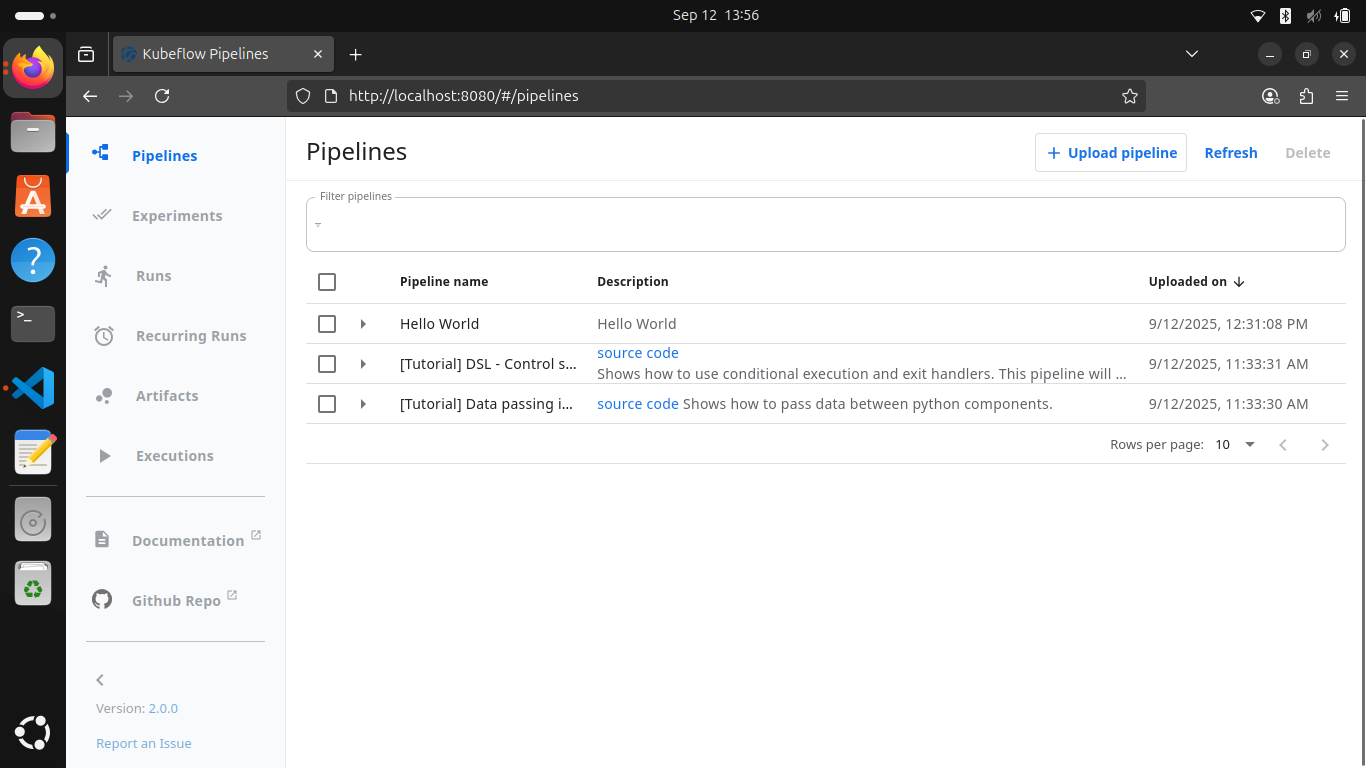 Sep 12 13:56
Kubeflow Pipelines
http://localhost:8080/#/pipelines
Pipelines
Experiments
Runs
Recurring Runs
Artifacts
Executions
Documentation
Github Repo
Version: 2.0.0
Report an Issue
Pipelines
Upload pipeline
Refresh
Delete
Filter pipelines
Pipeline name Description Uploaded on
Hello World Hello World 9/12/2025, 12:31:08 PM
[Tutorial] DSL - Control s... source code
Shows how to use conditional execution and exit handlers. This pipeline will ... 9/12/2025, 11:33:31 AM
[Tutorial] Data passing i... source code Shows how to pass data between python components. 9/12/2025, 11:33:30 AM
Rows per page: 10